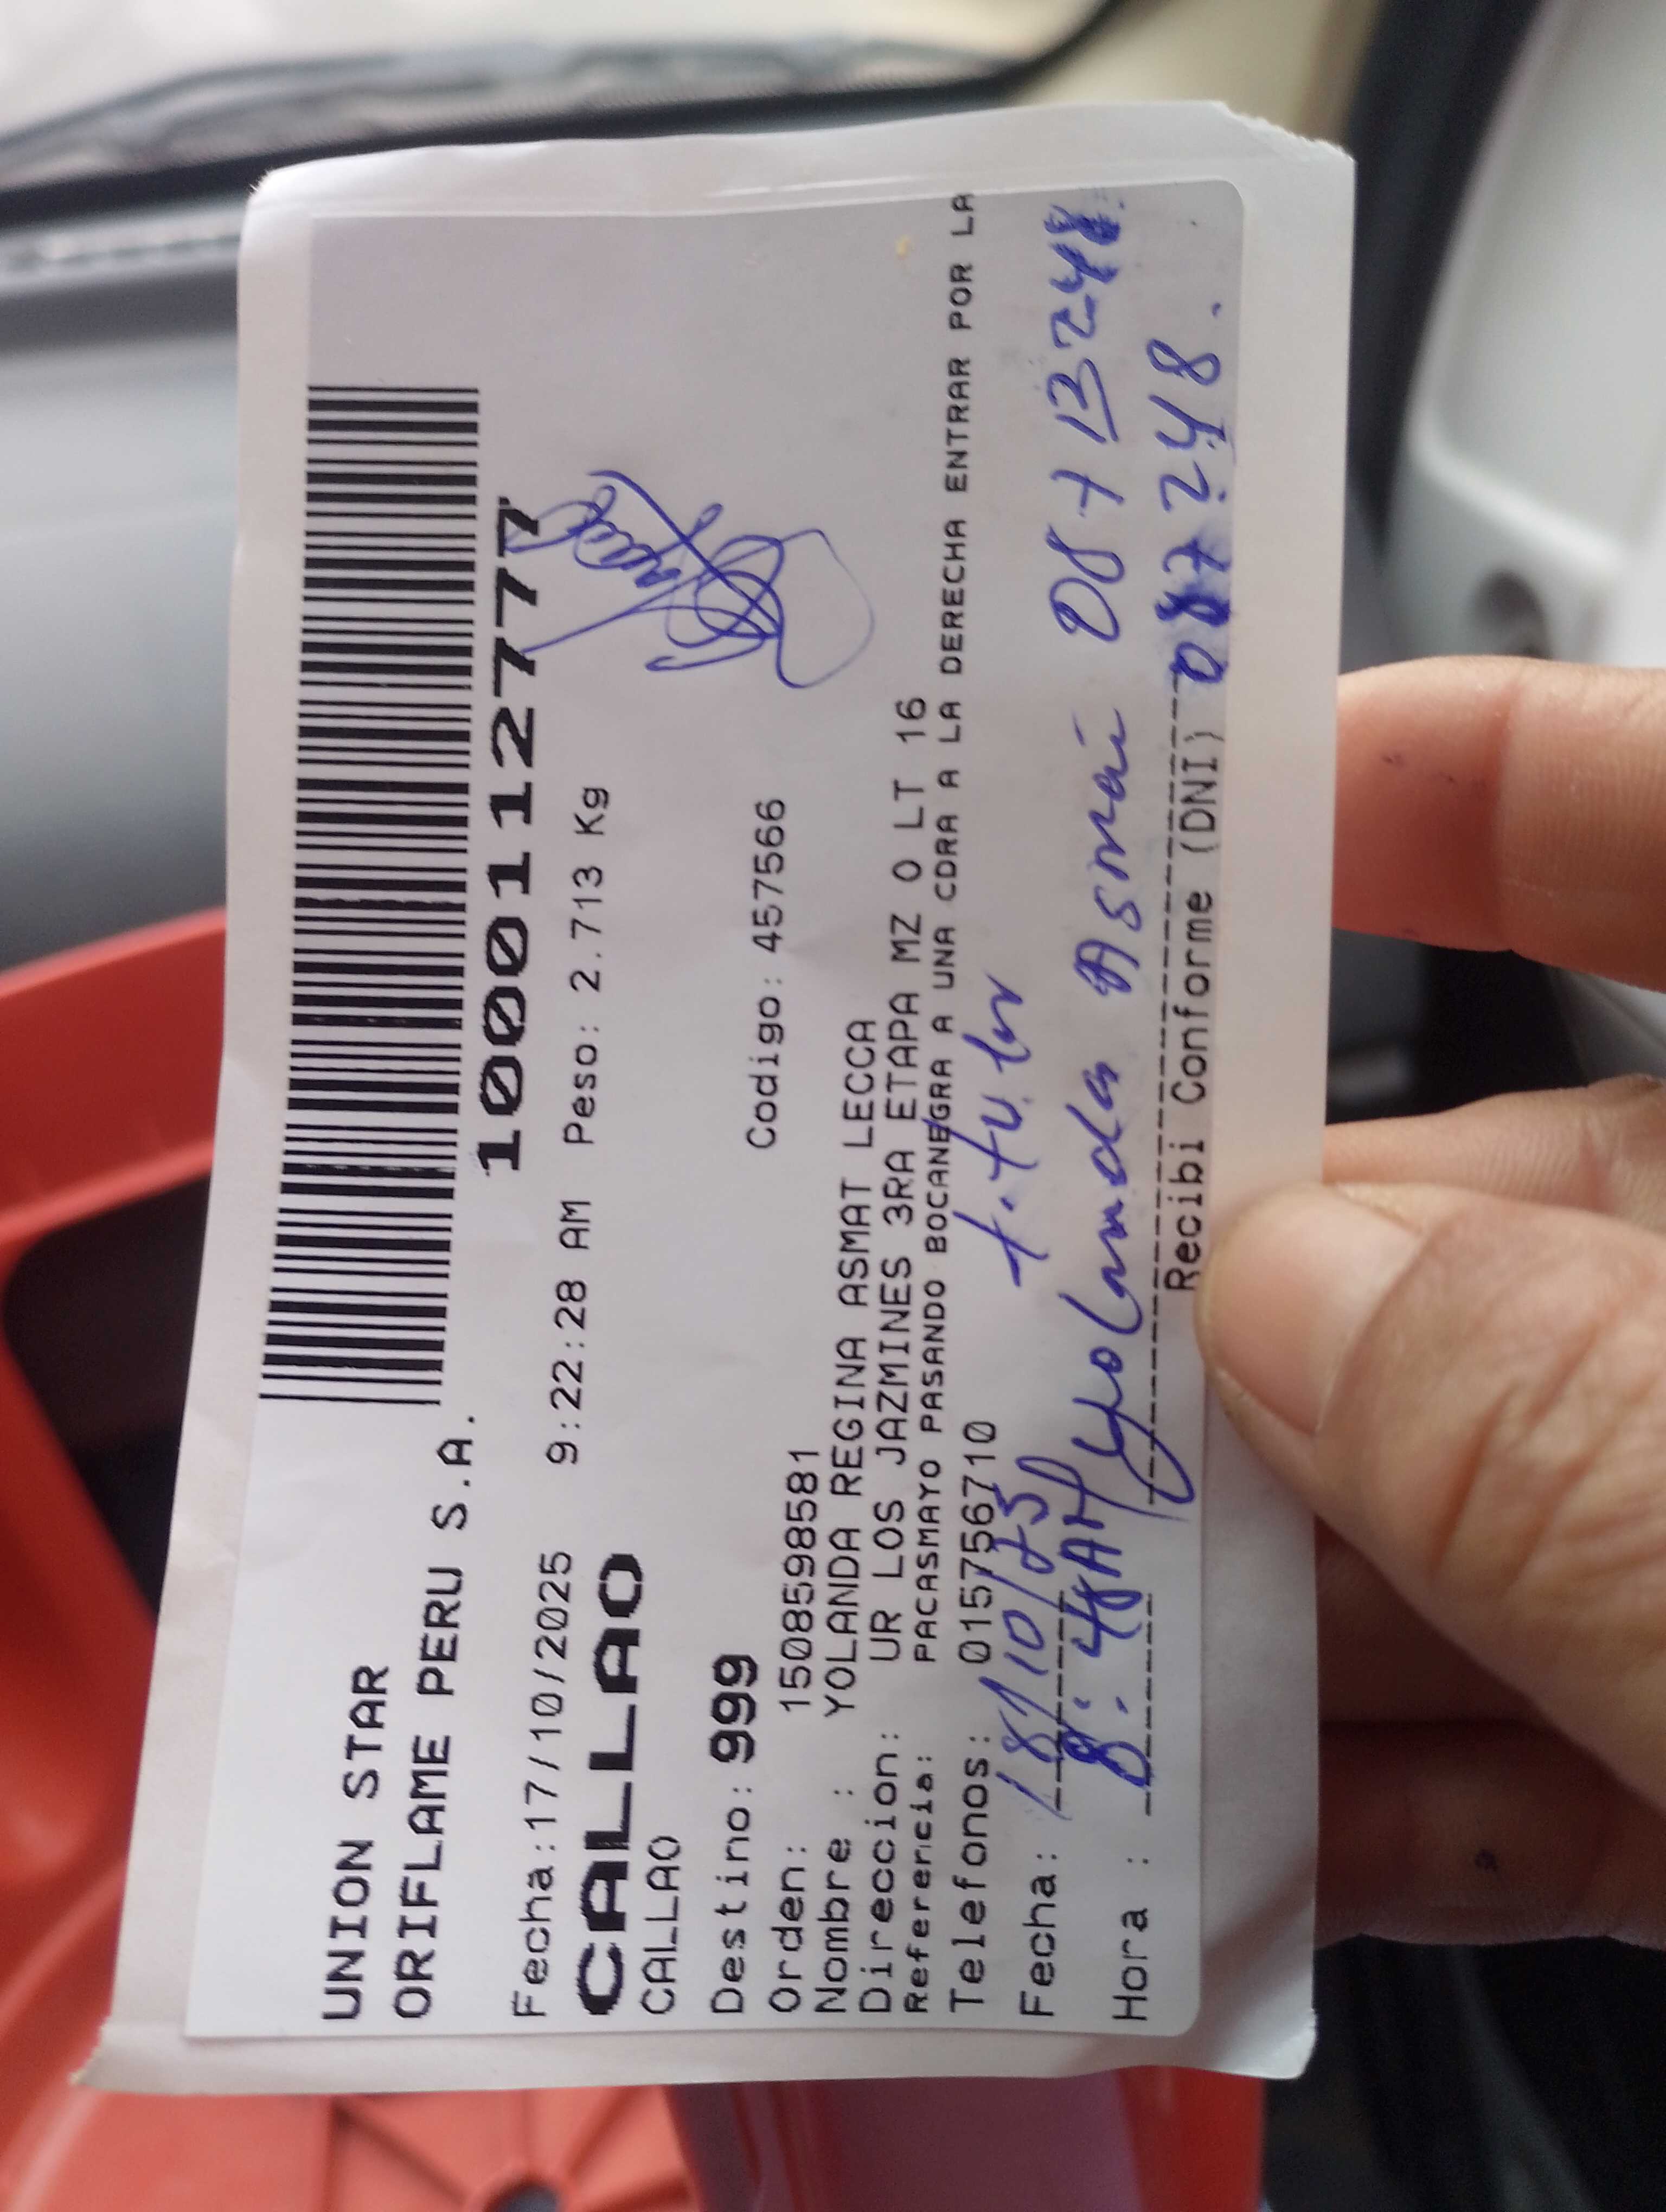 UNION STAR
ORIFLAME PERU S.A.
1000112777
Fecha:17/10/2025 9:22:28 AM Peso: 2.713 Kg
CALLAO
CALLAO
Destino: 999 Codigo: 457566
Orden: 1508598581
Nombre : YOLANDA REGINA ASMAT LECCA
Direccion: UR LOS JAZMINES 3RA ETAPA MZ O LT 16
Referencia: PACASMAYO PASANDO BOCANEGRA A UNA CDRA A LA DERECHA ENTRAR POR LA
Telefonos: 0157556710 titular
Fecha: 18/10/25
Hora : Yolanda Asmat
Recibi Conforme (DNI)